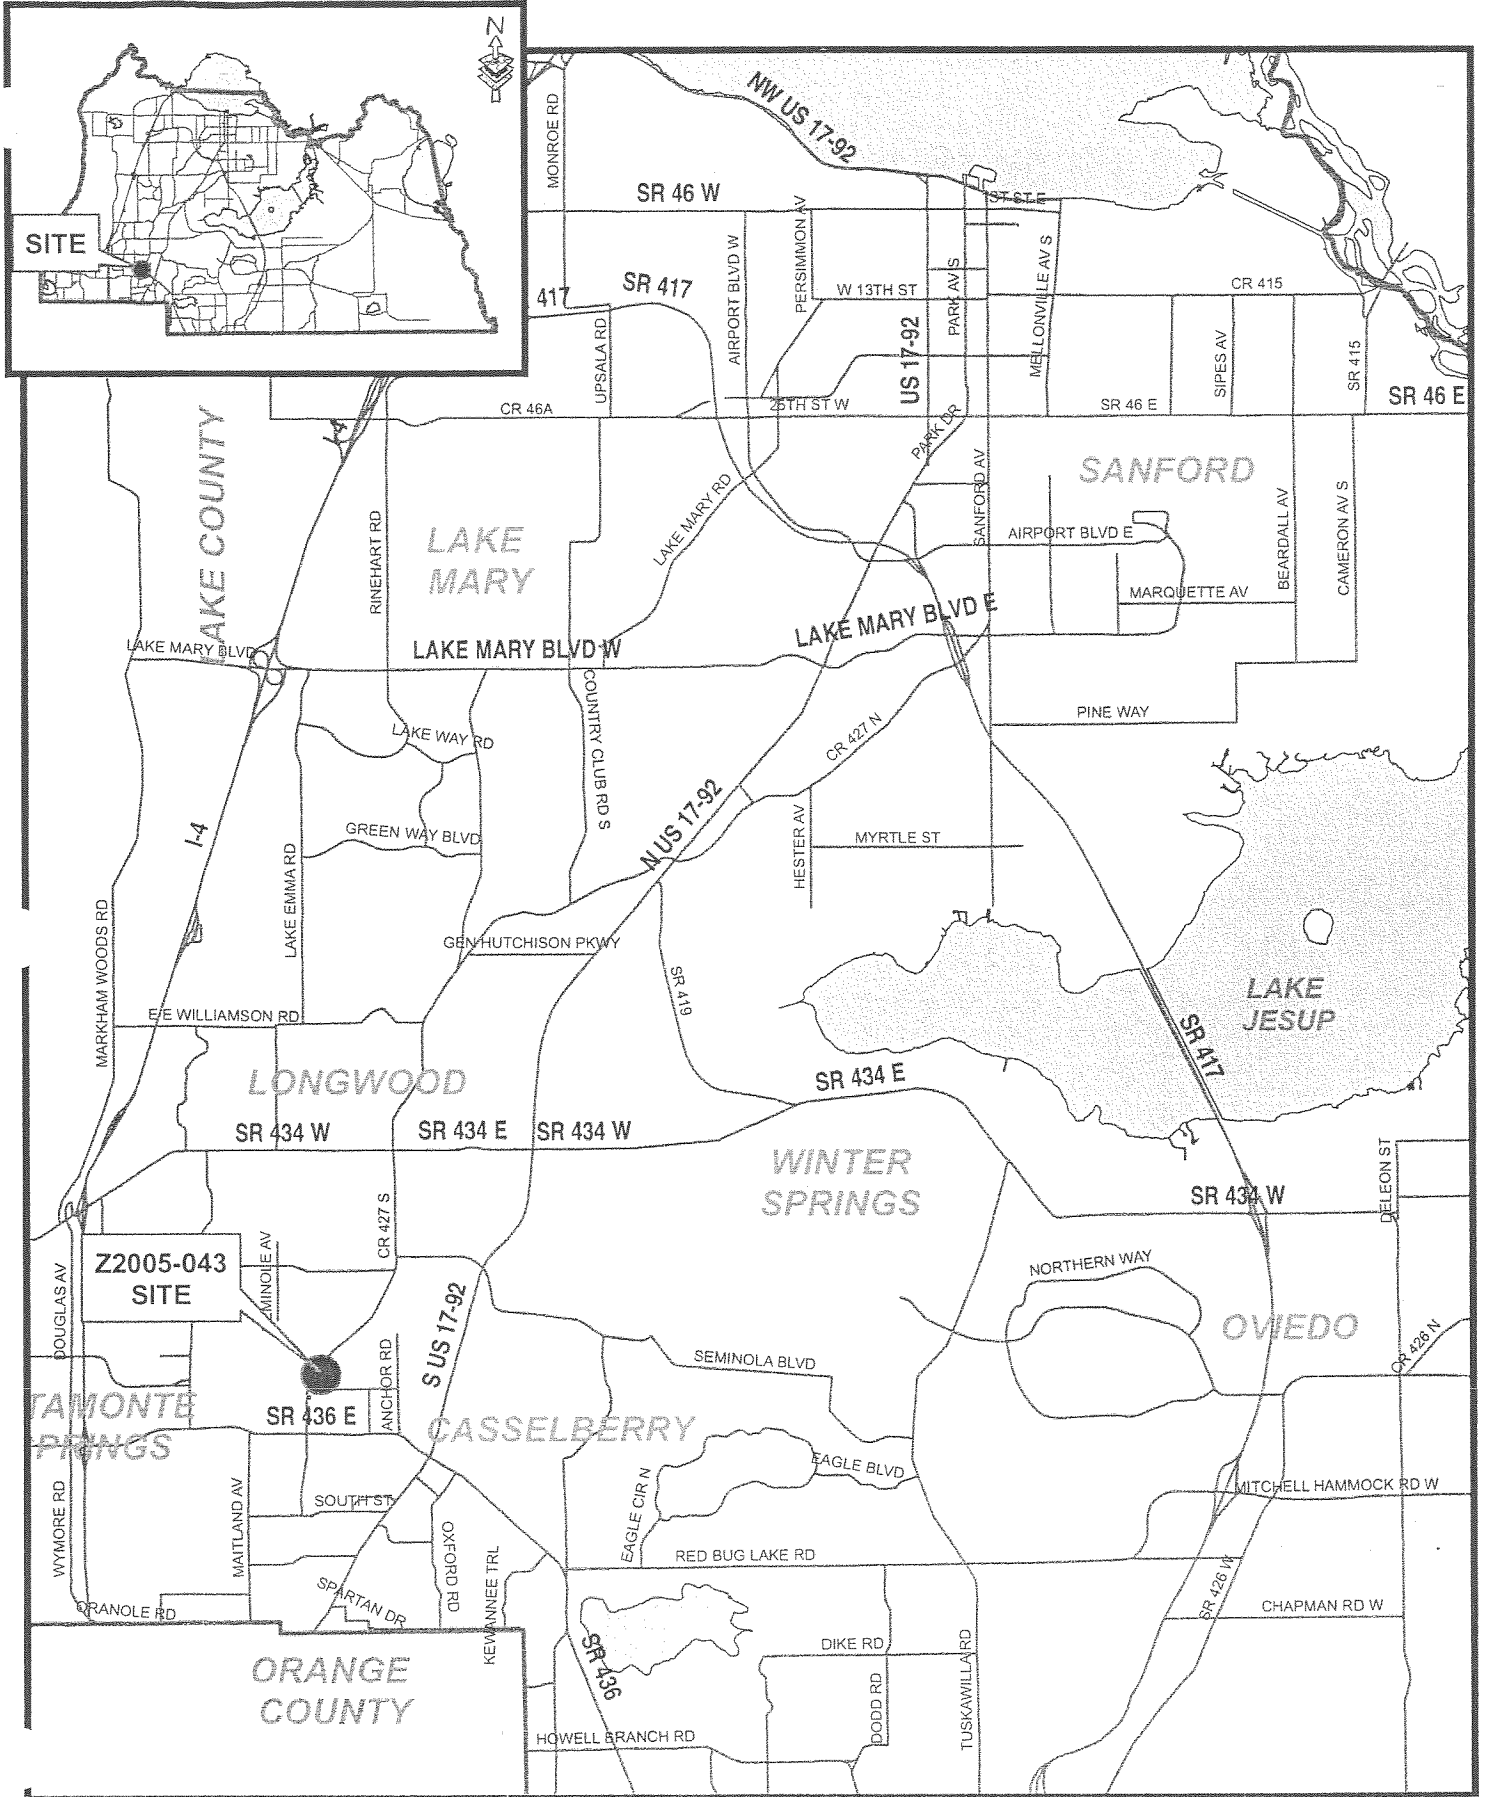 N
SITE
NW US 17-92
MONROE RD
SR 46 W
ST ST E
PERSIMMON AV
AIRPORT BLVD W
MELLONVILLE AV S
PARK AV S
W 13TH ST
CR 415
417
SR 417
UPSALA RD
US 17-92
SIPES AV
SR 415
SR 46 E
CR 46A
25TH ST W
SR 46 E
I-4
PARK DR
LAKE COUNTY
SANFORD
SANFORD AV
LAKE MARY RD
RINEHART RD
LAKE
MARY
AIRPORT BLVD E
BEARDALL AV
CAMERON AV S
MARQUETTE AV
LAKE MARY BLVD
LAKE MARY BLVD W
LAKE MARY BLVD E
COUNTRY CLUB RD S
PINE WAY
LAKE WAY RD
CR 427 N
I-4
N US 17-92
GREEN WAY BLVD
HESTER AV
MYRTLE ST
LAKE EMMA RD
MARKHAM WOODS RD
GEN HUTCHISON PKWY
SR 419
LAKE
JESUP
E E WILLIAMSON RD
SR 417
LONGWOOD
SR 434 E
SR 434 W
SR 434 E
SR 434 W
WINTER
SPRINGS
SR 434 W
DELEON ST
CR 427 S
Z2005-043
SITE
MINOLE AV
DOUGLAS AV
NORTHERN WAY
S US 17-92
OVIEDO
CR 426 N
ANCHOR RD
SEMINOLA BLVD
TAMONTE
SPRINGS
SR 436 E
CASSELBERRY
EAGLE BLVD
EAGLE CIR N
MITCHELL HAMMOCK RD W
WYMORE RD
MAITLAND AV
SOUTH ST
OXFORD RD
KEWANNEE TRL
RED BUG LAKE RD
SPARTAN DR
ORANOLE RD
SR 426 W
CHAPMAN RD W
DIKE RD
SR 436
DODD RD
TUSKAWILLA RD
ORANGE
COUNTY
HOWELL BRANCH RD